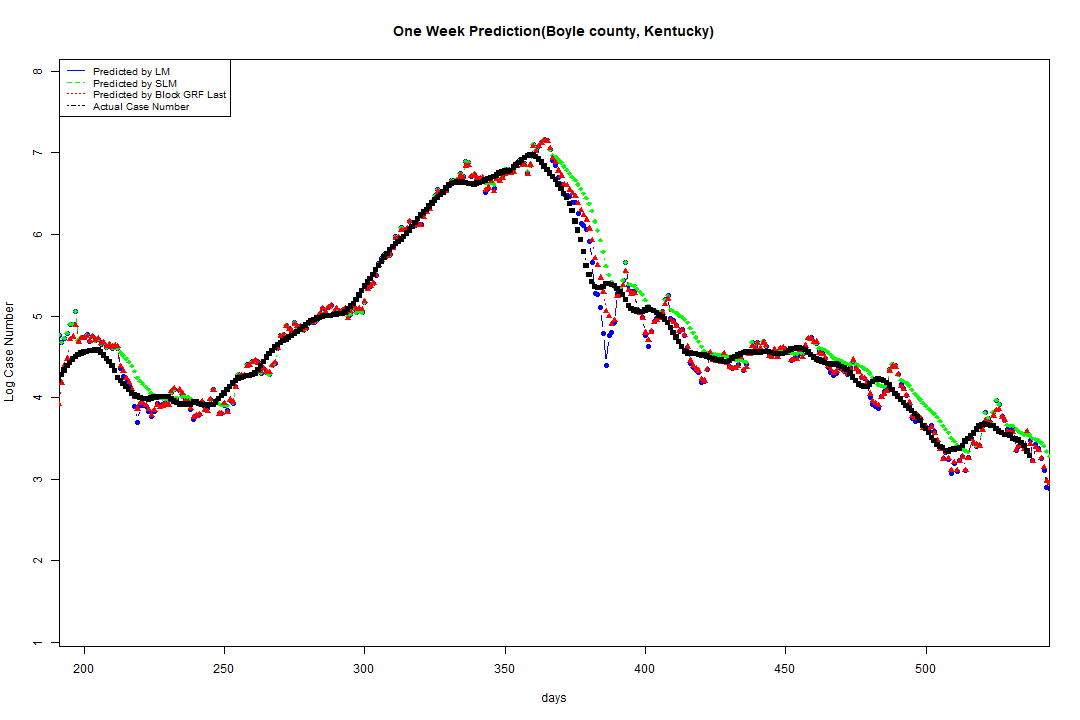 One Week Prediction(Boyle county, Kentucky)
Predicted by LM
Predicted by SLM
Predicted by Block GRF Last
Actual Case Number
Log Case Number
8
7
6
5
4
3
2
1
200 250 300 350 400 450 500
days